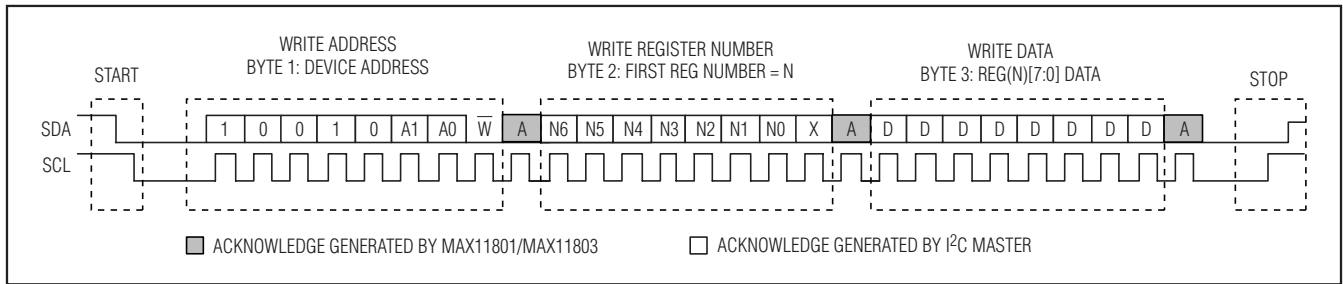 WRITE ADDRESS
BYTE 1: DEVICE ADDRESS
WRITE REGISTER NUMBER
BYTE 2: FIRST REG NUMBER = N
WRITE DATA
BYTE 3: REG(N)[7:0] DATA
START
STOP
SDA
1 0 0 1 0 A1 A0 W̅ A N6 N5 N4 N3 N2 N1 N0 X A D D D D D D D D A
SCL
ACKNOWLEDGE GENERATED BY MAX11801/MAX11803
ACKNOWLEDGE GENERATED BY I²C MASTER